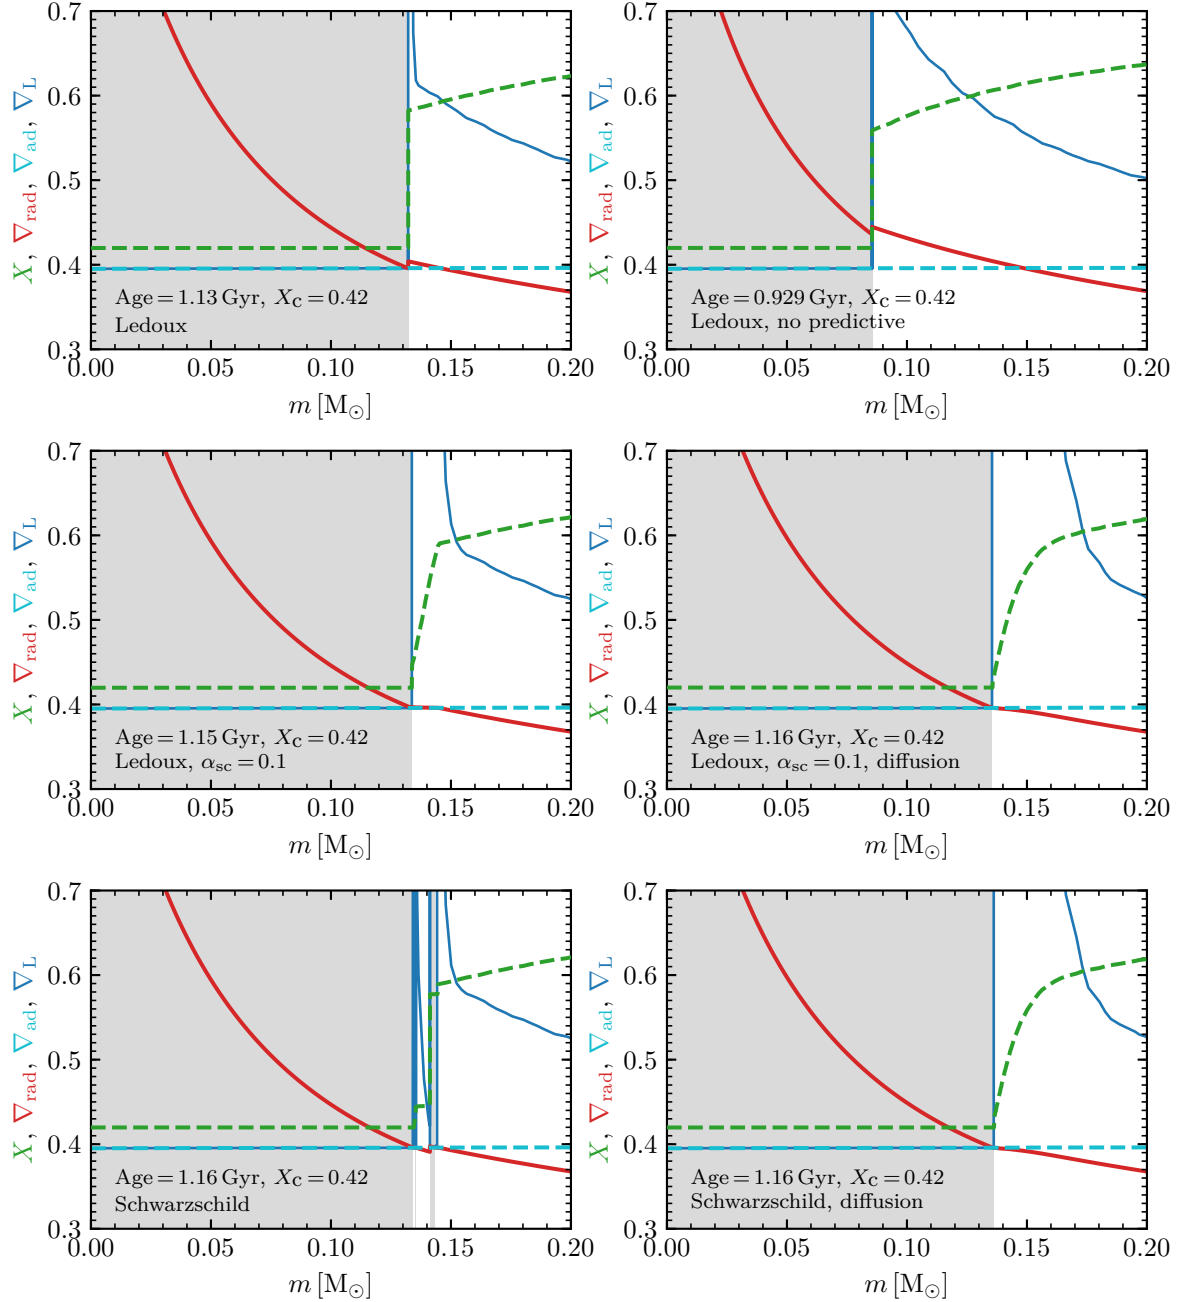 0.7
0.6
0.5
0.4
0.3
X, ∇rad, ∇ad, ∇L
Age = 1.13 Gyr, Xc = 0.42
Ledoux
0.00 0.05 0.10 0.15 0.20
m [M⊙]
0.7
0.6
0.5
0.4
0.3
X, ∇rad, ∇ad, ∇L
Age = 0.929 Gyr, Xc = 0.42
Ledoux, no predictive
0.00 0.05 0.10 0.15 0.20
m [M⊙]
0.7
0.6
0.5
0.4
0.3
X, ∇rad, ∇ad, ∇L
Age = 1.15 Gyr, Xc = 0.42
Ledoux, αsc = 0.1
0.00 0.05 0.10 0.15 0.20
m [M⊙]
0.7
0.6
0.5
0.4
0.3
X, ∇rad, ∇ad, ∇L
Age = 1.16 Gyr, Xc = 0.42
Ledoux, αsc = 0.1, diffusion
0.00 0.05 0.10 0.15 0.20
m [M⊙]
0.7
0.6
0.5
0.4
0.3
X, ∇rad, ∇ad, ∇L
Age = 1.16 Gyr, Xc = 0.42
Schwarzschild
0.00 0.05 0.10 0.15 0.20
m [M⊙]
0.7
0.6
0.5
0.4
0.3
X, ∇rad, ∇ad, ∇L
Age = 1.16 Gyr, Xc = 0.42
Schwarzschild, diffusion
0.00 0.05 0.10 0.15 0.20
m [M⊙]